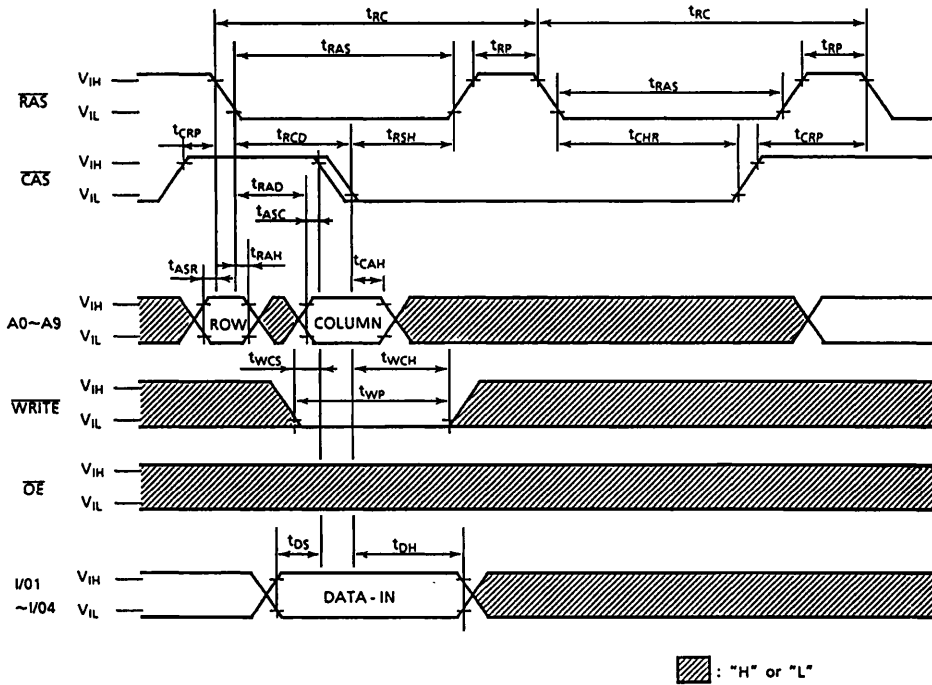 tRC tRC
tRAS tRP tRP
VIH
RAS tRAS
VIL
tCRP tRCD tRSH tCHR tCRP
VIH
CAS
VIL tRAD
tASC
tRAH tCAH
tASR
VIH
A0~A9 ROW COLUMN
VIL
tWCS tWCH
VIH tWP
WRITE
VIL
VIH
OE
VIL
tDS tDH
I/01 VIH
DATA-IN
~I/04 VIL
: "H" or "L"